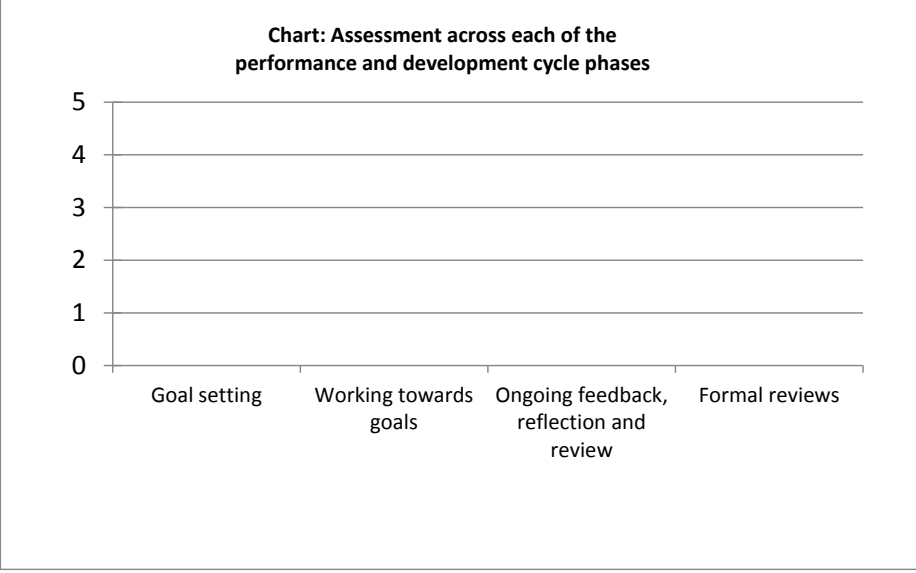 Chart: Assessment across each of the
performance and development cycle phases
5
4
3
2
1
0
Goal setting
Working towards
goals
Ongoing feedback,
reflection and
review
Formal reviews